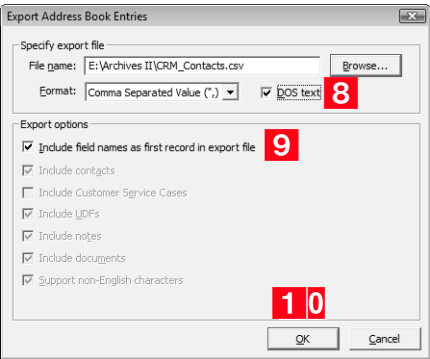 Export Address Book Entries
Specify export file
File name: E:\Archives II\CRM_Contacts.csv Browse...
Format: Comma Separated Value (",) DOS text 8
Export options
Include field names as first record in export file 9
Include contacts
Include Customer Service Cases
Include UDFs
Include notes
Include documents
Support non-English characters
10
OK Cancel